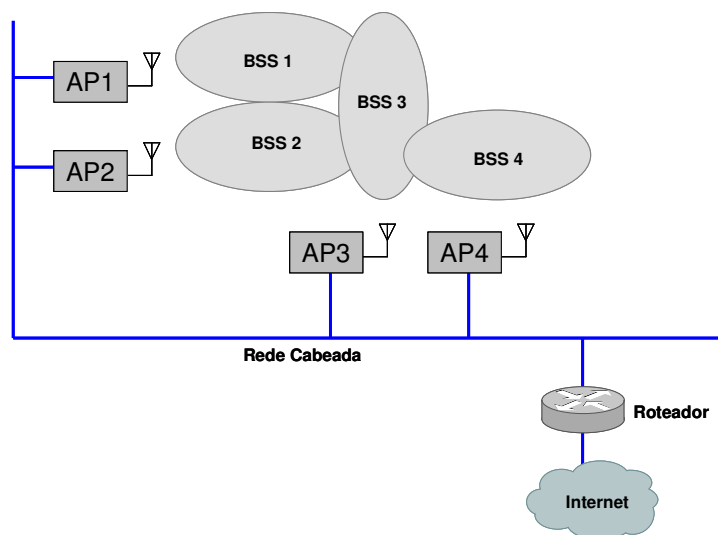 BSS 1
AP1
BSS 3
BSS 2
BSS 4
AP2
AP3
AP4
Rede Cabeada
Roteador
Internet